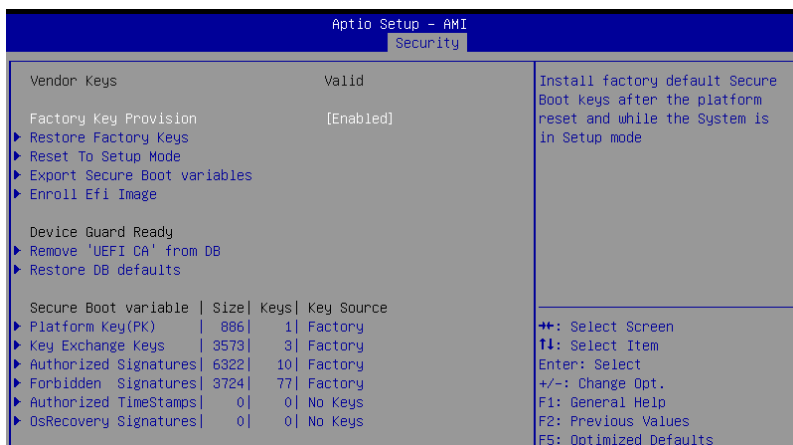 Aptio Setup - AMI
Security
Vendor Keys Valid
Factory Key Provision [Enabled]
Restore Factory Keys
Reset To Setup Mode
Export Secure Boot variables
Enroll Efi Image
Device Guard Ready
Remove 'UEFI CA' from DB
Restore DB defaults
Secure Boot variable | Size| Keys| Key Source
Platform Key(PK) | 886| 1| Factory
Key Exchange Keys | 3573| 3| Factory
Authorized Signatures| 6322| 10| Factory
Forbidden Signatures| 3724| 77| Factory
Authorized TimeStamps| 0| 0| No Keys
OsRecovery Signatures| 0| 0| No Keys
Install factory default Secure
Boot keys after the platform
reset and while the System is
in Setup mode
→←: Select Screen
↑↓: Select Item
Enter: Select
+/-: Change Opt.
F1: General Help
F2: Previous Values
F5: Optimized Defaults